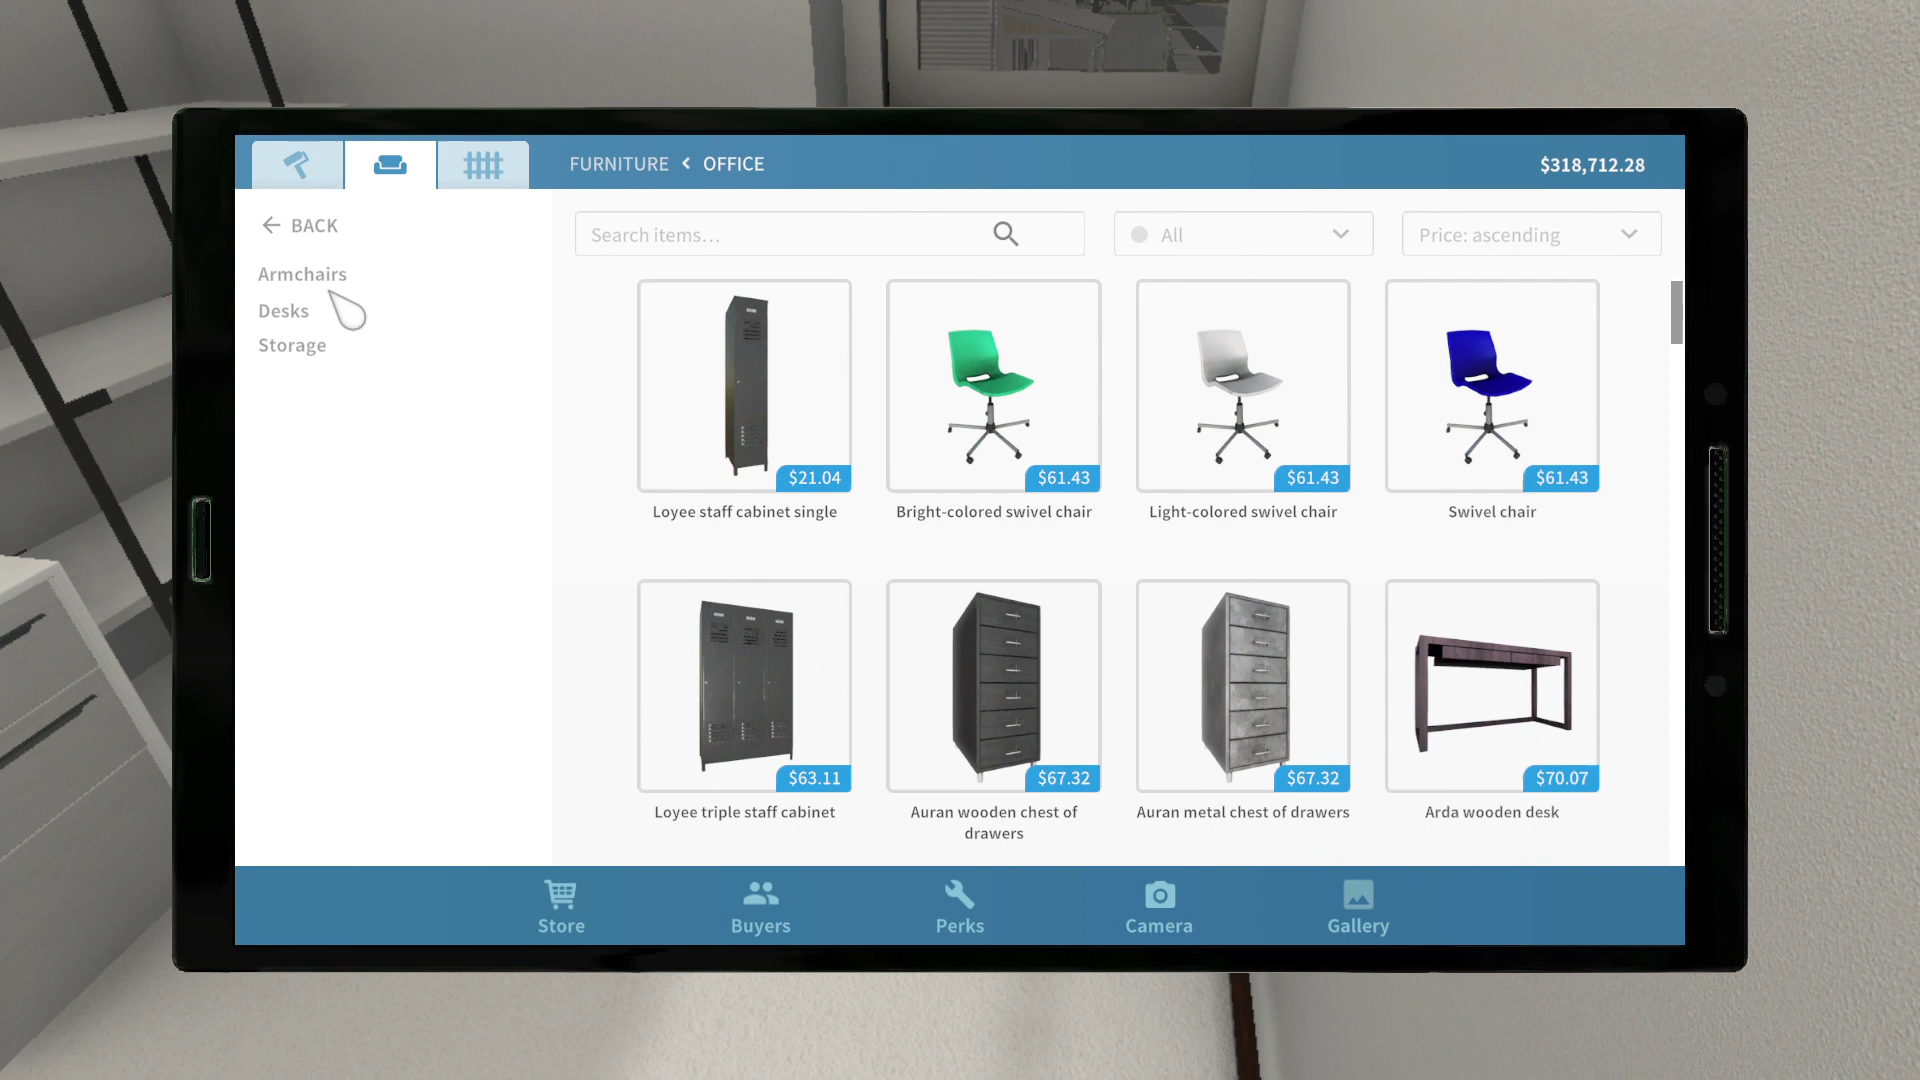 FURNITURE < OFFICE
$318,712.28
BACK
Armchairs
Desks
Storage
Search items...
All
Price: ascending
$21.04
$61.43
$61.43
$61.43
Loyee staff cabinet single
Bright-colored swivel chair
Light-colored swivel chair
Swivel chair
$63.11
$67.32
$67.32
$70.07
Loyee triple staff cabinet
Auran wooden chest of
drawers
Auran metal chest of drawers
Arda wooden desk
Store
Buyers
Perks
Camera
Gallery